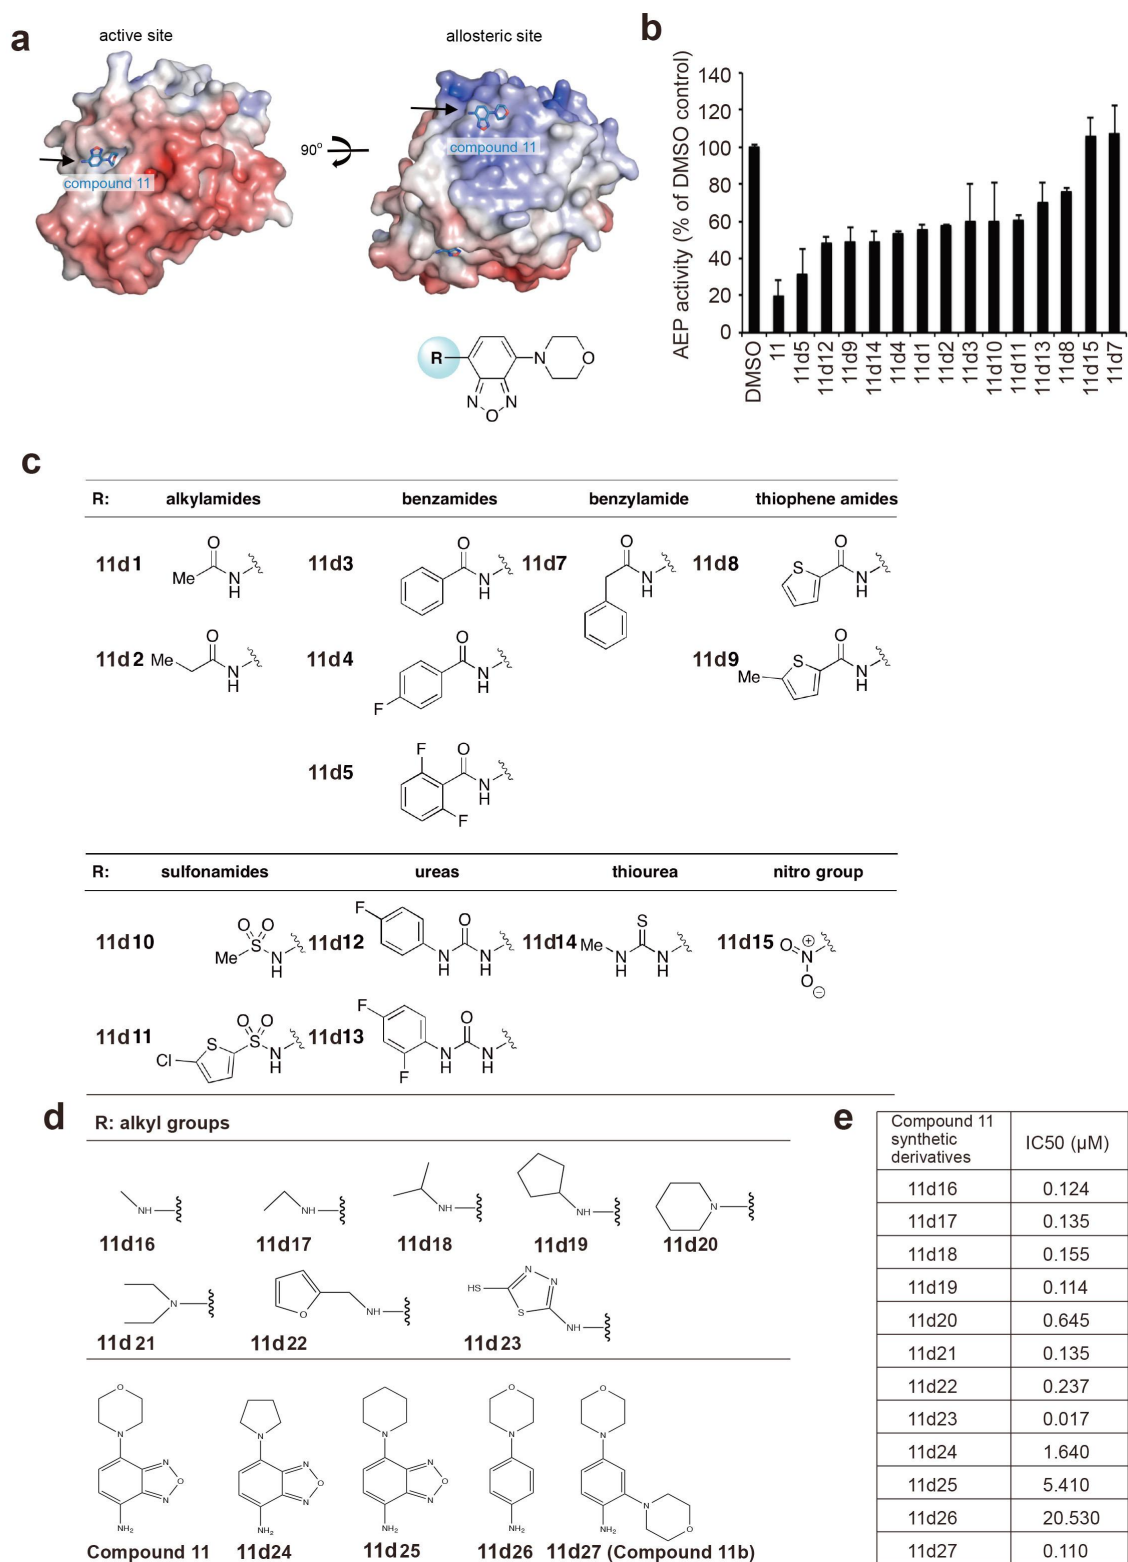 a
active site
allosteric site
compound 11
90°
compound 11
R
N
O
N
N
O
b
AEP activity (% of DMSO control)
140
120
100
80
60
40
20
0
DMSO
11
11d5
11d12
11d9
11d14
11d4
11d1
11d2
11d3
11d10
11d11
11d13
11d8
11d15
11d7
c
R: alkylamides benzamides benzylamide thiophene amides
11d1 Me O N H
11d3 O N H
11d7 O N H
11d8 S O N H
11d2 Me O N H
11d4 F O N H
11d9 Me S O N H
11d5 F O N H F
R: sulfonamides ureas thiourea nitro group
11d10 Me O O S NH
11d12 F N H O N H
11d14 Me N H S N H
11d15 O N ⊕ O ⊖
11d11 Cl S O O S NH
11d13 F F N H O N H
d
R: alkyl groups
NH NH NH NH N
11d16 11d17 11d18 11d19 11d20
N O NH HS N N S NH
11d21 11d22 11d23
O N N O N NH₂
N N O N NH₂
N N O N NH₂
O N NH₂
O N N O NH₂
Compound 11 11d24 11d25 11d26 11d27 (Compound 11b)
e
Compound 11
synthetic
derivatives
IC50 (µM)
11d16 0.124
11d17 0.135
11d18 0.155
11d19 0.114
11d20 0.645
11d21 0.135
11d22 0.237
11d23 0.017
11d24 1.640
11d25 5.410
11d26 20.530
11d27 0.110